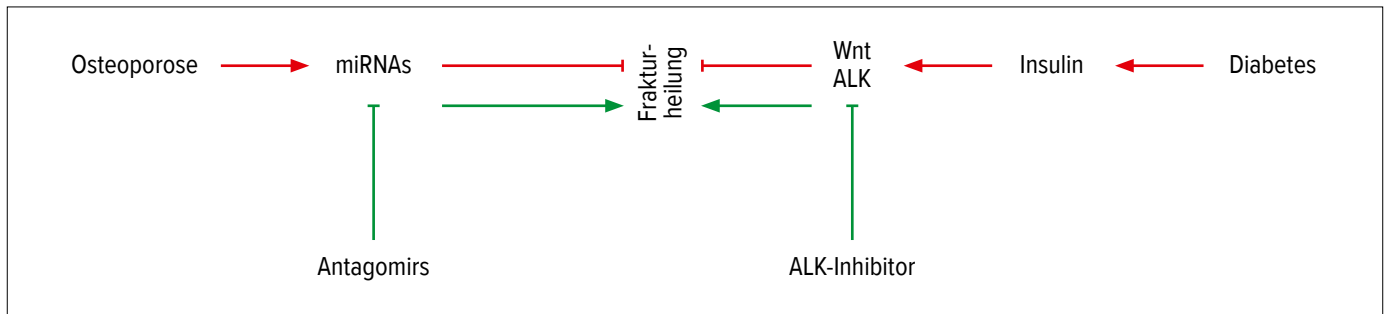 Osteoporose
miRNAs
Fraktur-
heilung
Wnt
ALK
Insulin
Diabetes
Antagomirs
ALK-Inhibitor